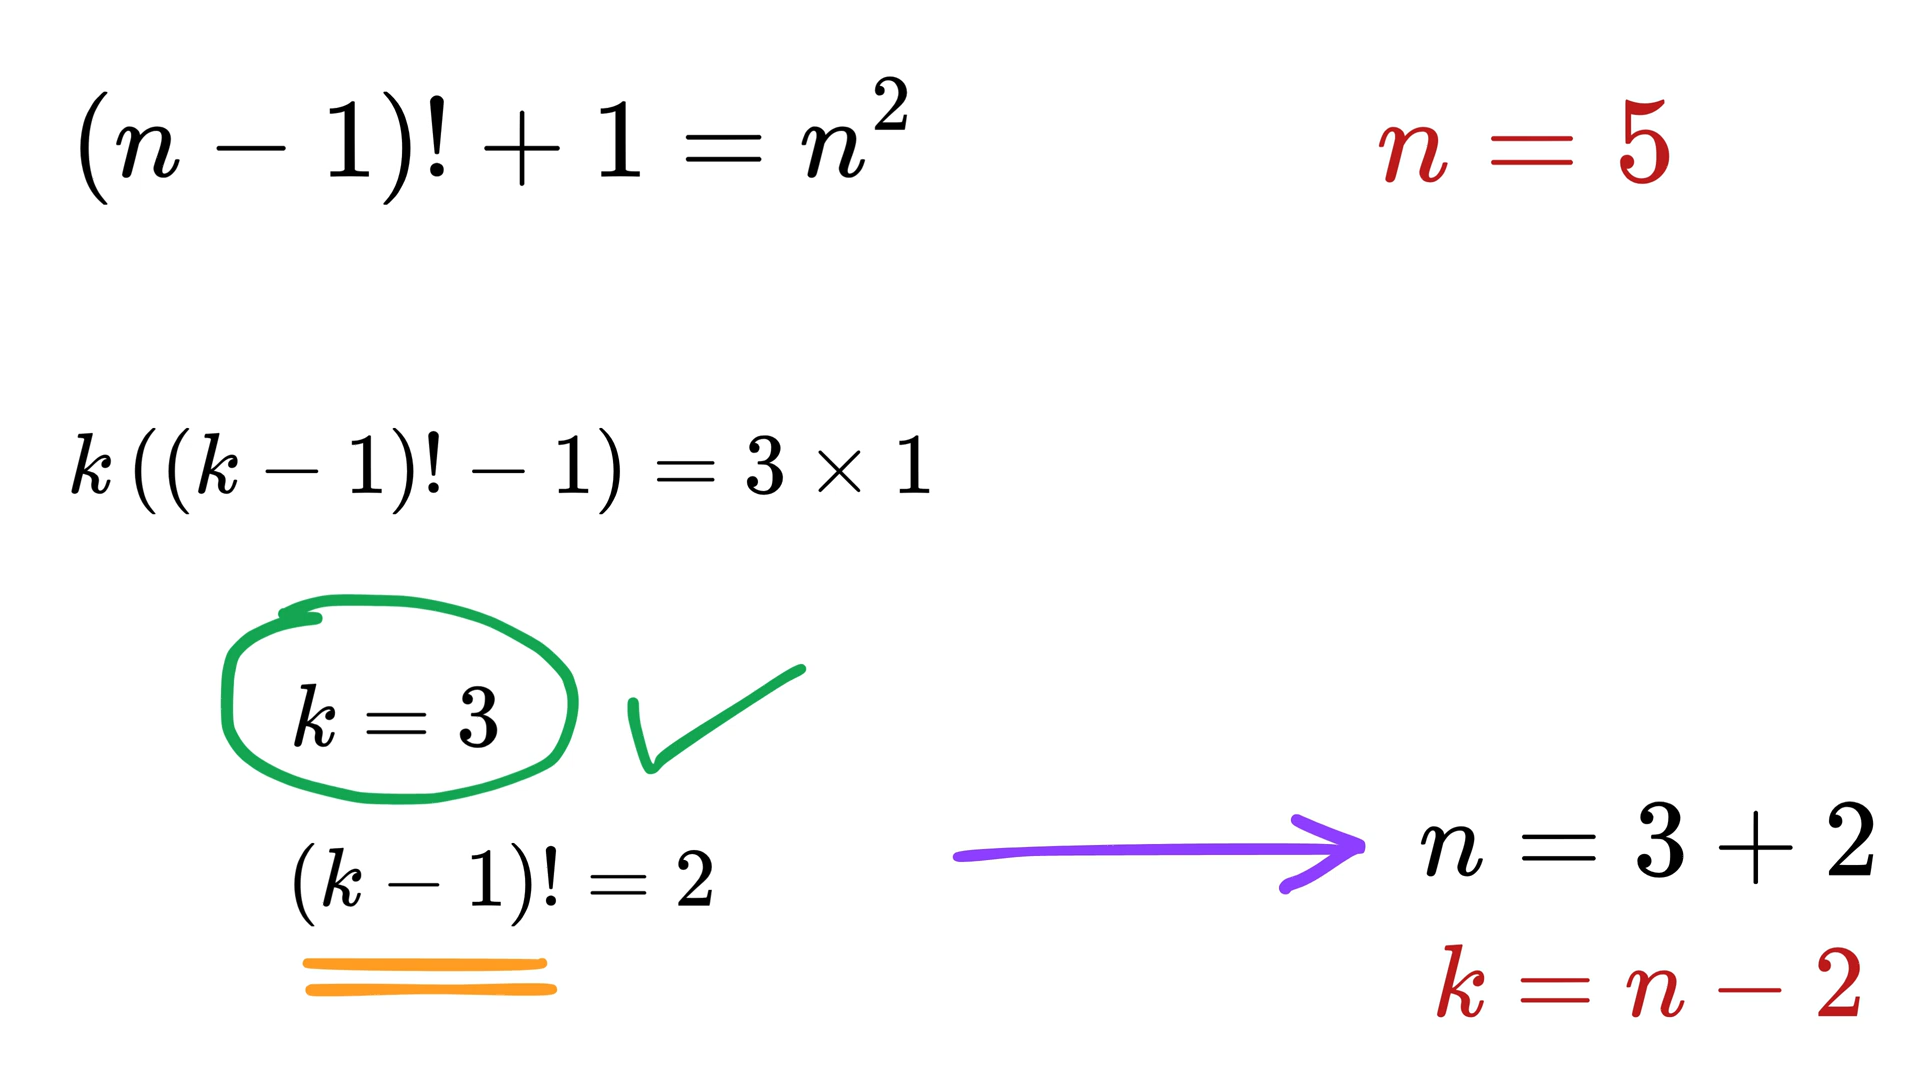 (n − 1)! + 1 = n²
n = 5
k((k − 1)! − 1) = 3 × 1
k = 3
(k − 1)! = 2
n = 3 + 2
k = n − 2